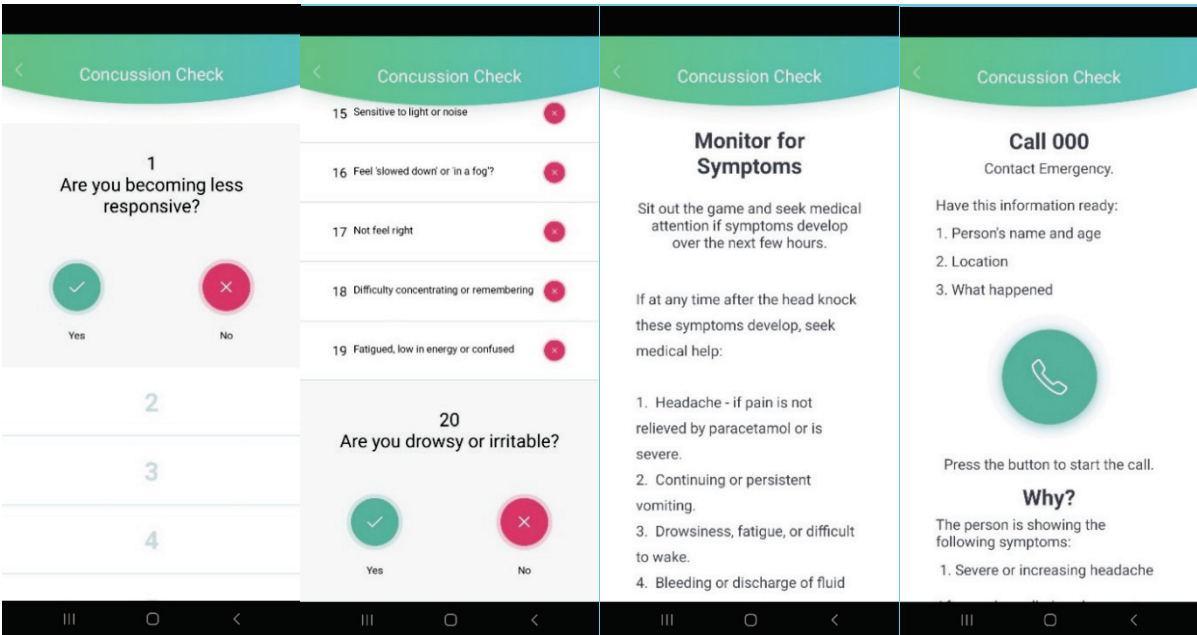 Concussion Check
1
Are you becoming less
responsive?
Yes
No
2
3
4
Concussion Check
15 Sensitive to light or noise
16 Feel 'slowed down' or 'in a fog'?
17 Not feel right
18 Difficulty concentrating or remembering
19 Fatigued, low in energy or confused
20
Are you drowsy or irritable?
Yes
No
Concussion Check
Monitor for
Symptoms
Sit out the game and seek medical
attention if symptoms develop
over the next few hours.
If at any time after the head knock
these symptoms develop, seek
medical help:
1. Headache - if pain is not
relieved by paracetamol or is
severe.
2. Continuing or persistent
vomiting.
3. Drowsiness, fatigue, or difficult
to wake.
4. Bleeding or discharge of fluid
Concussion Check
Call 000
Contact Emergency.
Have this information ready:
1. Person's name and age
2. Location
3. What happened
Press the button to start the call.
Why?
The person is showing the
following symptoms:
1. Severe or increasing headache